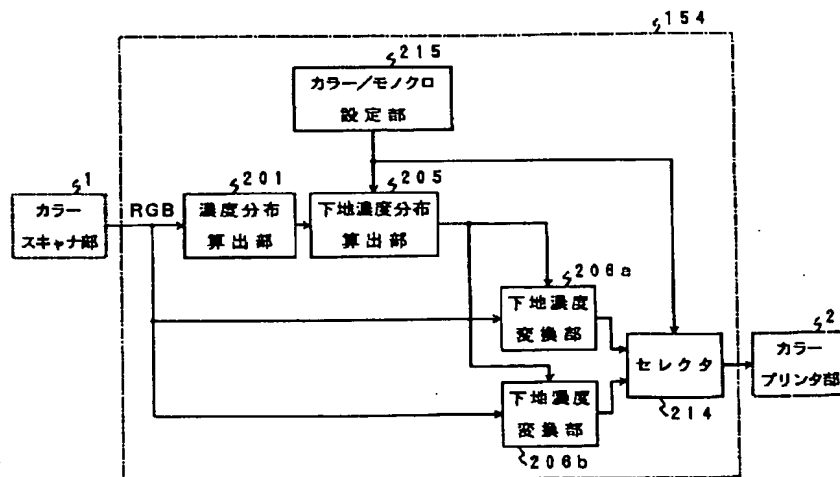 154
215
カラー/モノクロ
設定部
1
カラー
スキャナ部
RGB
201
濃度分布
算出部
205
下地濃度分布
算出部
206a
下地濃度
変換部
セレクタ
214
2
カラー
プリンタ部
下地濃度
変換部
206b